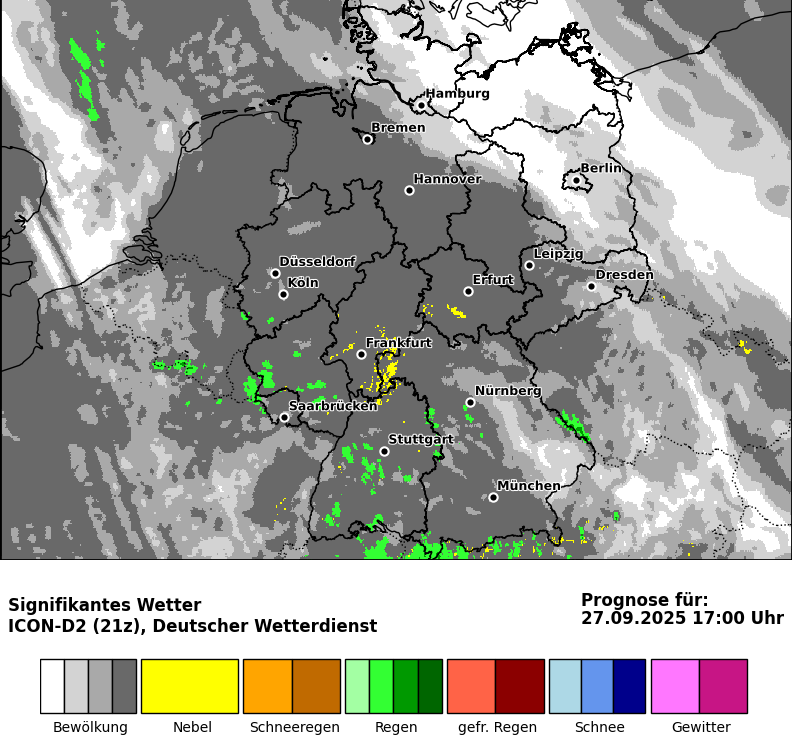 Hamburg
Bremen
Berlin
Hannover
Leipzig
Düsseldorf
Dresden
Köln
Erfurt
Frankfurt
Nürnberg
Saarbrücken
Stuttgart
München
Signifikantes Wetter
ICON-D2 (21z), Deutscher Wetterdienst
Prognose für:
27.09.2025 17:00 Uhr
Bewölkung Nebel Schneeregen Regen gefr. Regen Schnee Gewitter